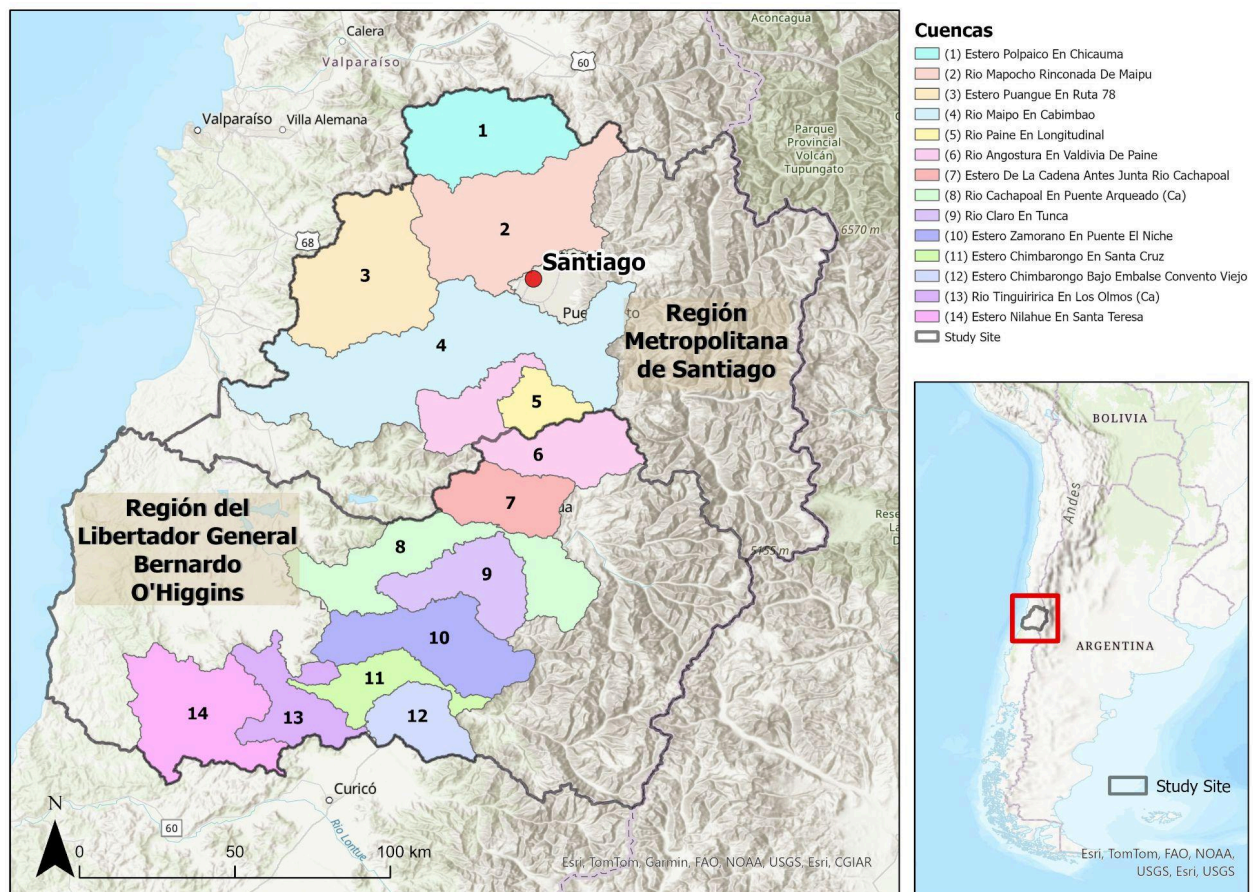 Aconcagua
Calera
Valparaíso
60
Valparaíso
Villa Alemana
Parque
Provincial
Volcán
Tupungato
1
6570 m
2
68
3
Santiago
Región
Metropolitana
de Santiago
4
5
6
7
5155 m
Región del
Libertador General
Bernardo
O'Higgins
8
9
10
11
12
13
14
Curicó
Río Lontué
60
N
0 50 100 km
Esri, TomTom, Garmin, FAO, NOAA, USGS, Esri, CGIAR
Cuencas
(1) Estero Polpaico En Chicauma
(2) Rio Mapocho Rinconada De Maipu
(3) Estero Puangue En Ruta 78
(4) Rio Maipo En Cabimbao
(5) Rio Paine En Longitudinal
(6) Rio Angostura En Valdivia De Paine
(7) Estero De La Cadena Antes Junta Rio Cachapoal
(8) Rio Cachapoal En Puente Arqueado (Ca)
(9) Rio Claro En Tunca
(10) Estero Zamorano En Puente El Niche
(11) Estero Chimbarongo En Santa Cruz
(12) Estero Chimbarongo Bajo Embalse Convento Viejo
(13) Rio Tinguiririca En Los Olmos (Ca)
(14) Estero Nilahue En Santa Teresa
Study Site
BOLIVIA
Andes
ARGENTINA
Study Site
Esri, TomTom, FAO, NOAA,
USGS, Esri, USGS